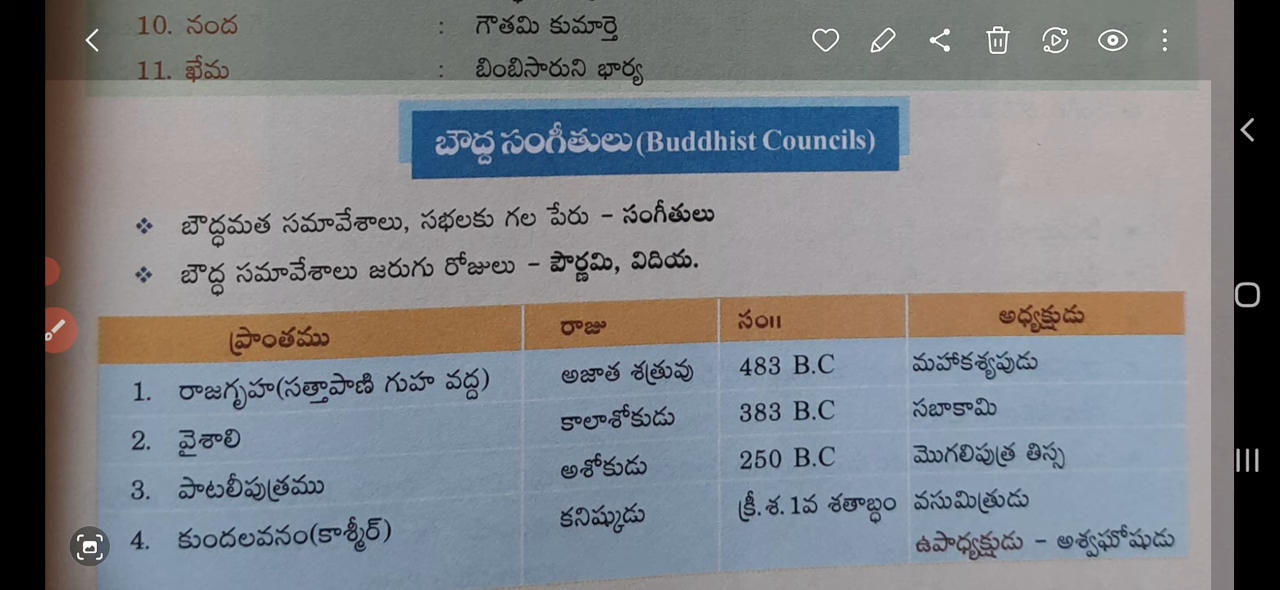 10. నంద : గౌతమి కుమార్తె
11. ఖేమ : బింబిసారుని భార్య
బౌద్ధ సంగీతులు (Buddhist Councils)
❖ బౌద్ధమత సమావేశాలు, సభలకు గల పేరు – సంగీతులు
❖ బౌద్ధ సమావేశాలు జరుగు రోజులు – పౌర్ణమి, విదియ.
ప్రాంతము రాజు సం॥ అధ్యక్షుడు
1. రాజగృహ(సత్తాపాణి గుహ వద్ద) అజాత శత్రువు 483 B.C మహాకశ్యపుడు
2. వైశాలి కాలాశోకుడు 383 B.C సబాకామి
3. పాటలీపుత్రము అశోకుడు 250 B.C మొగలిపుత్ర తిస్స
4. కుందలవనం(కాశ్మీర్) కనిష్కుడు క్రీ.శ. 1వ శతాబ్ధం వసుమిత్రుడు
ఉపాధ్యక్షుడు – అశ్వఘోషుడు